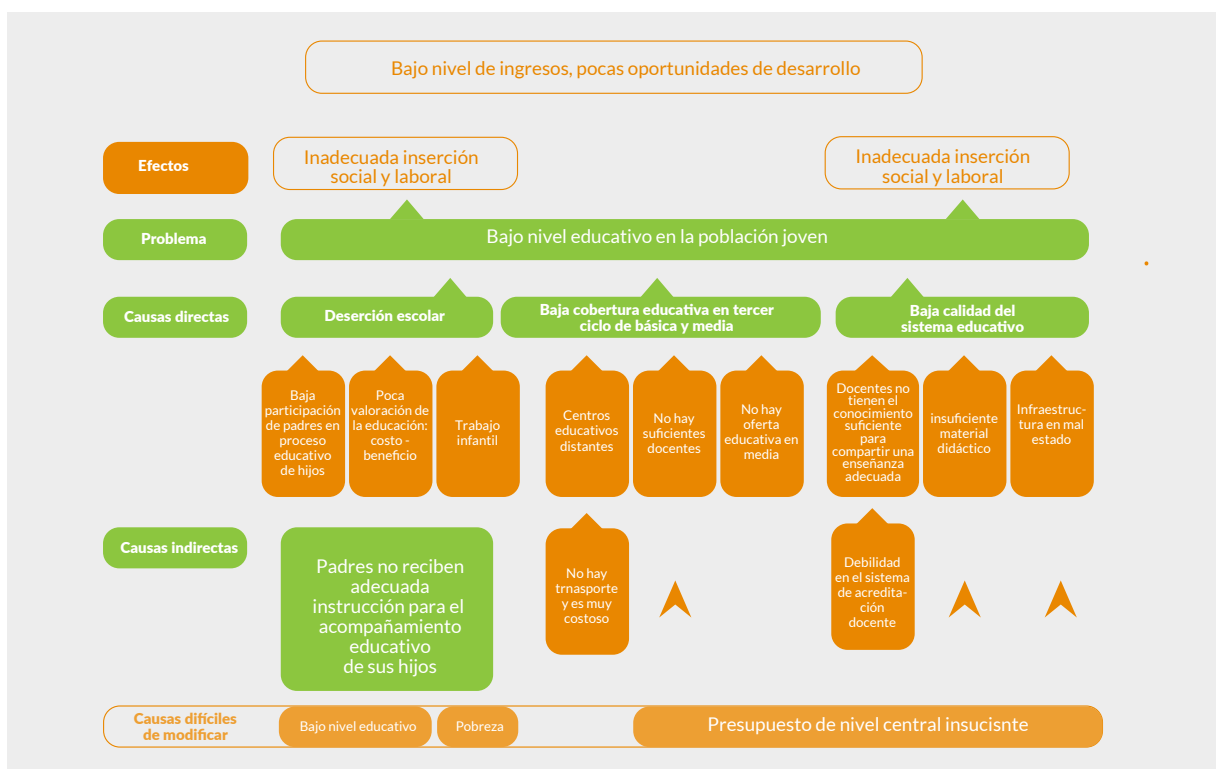 Bajo nivel de ingresos, pocas oportunidades de desarrollo
Efectos
Inadecuada inserción
social y laboral
Inadecuada inserción
social y laboral
Problema
Bajo nivel educativo en la población joven
Causas directas
Deserción escolar
Baja cobertura educativa en tercer
ciclo de básica y media
Baja calidad del
sistema educativo
Baja
participación
de padres en
proceso
educativo
de hijos
Poca
valoración de
la educación:
costo -
beneficio
Trabajo
infantil
Centros
educativos
distantes
No hay
suficientes
docentes
No hay
oferta
educativa en
media
Docentes no
tienen el
conocimiento
suficiente
para
compartir una
enseñanza
adecuada
insuficiente
material
didáctico
Infraestruc-
tura en mal
estado
Causas indirectas
Padres no reciben
adecuada
instrucción para el
acompañamiento
educativo
de sus hijos
No hay
trnasporte
y es muy
costoso
Debilidad
en el sistema
de acredita-
ción
docente
Causas difíciles
de modificar
Bajo nivel educativo
Pobreza
Presupuesto de nivel central insucisnte